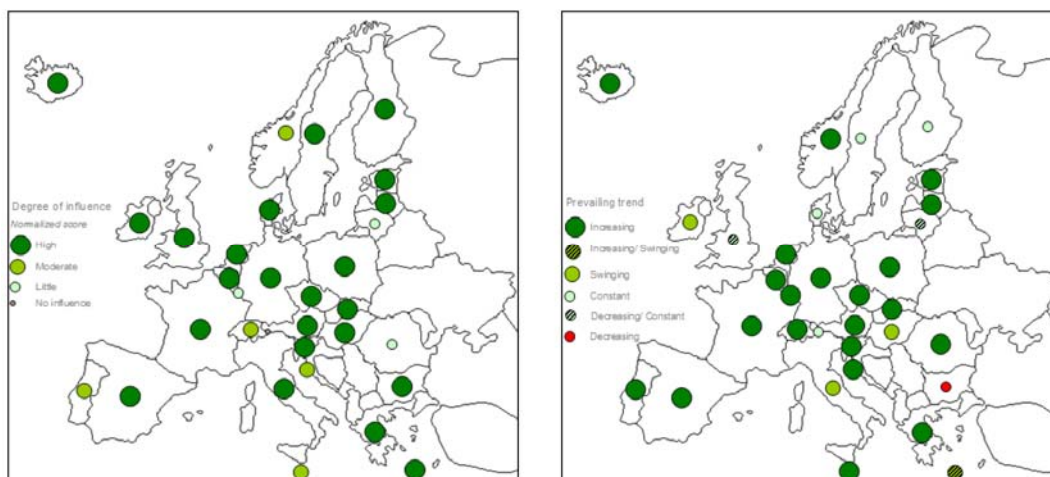 Degree of influence
Normalized score
High
Moderate
Little
No influence
Prevailing trend
Increasing
Increasing/ Swinging
Swinging
Constant
Decreasing/ Constant
Decreasing